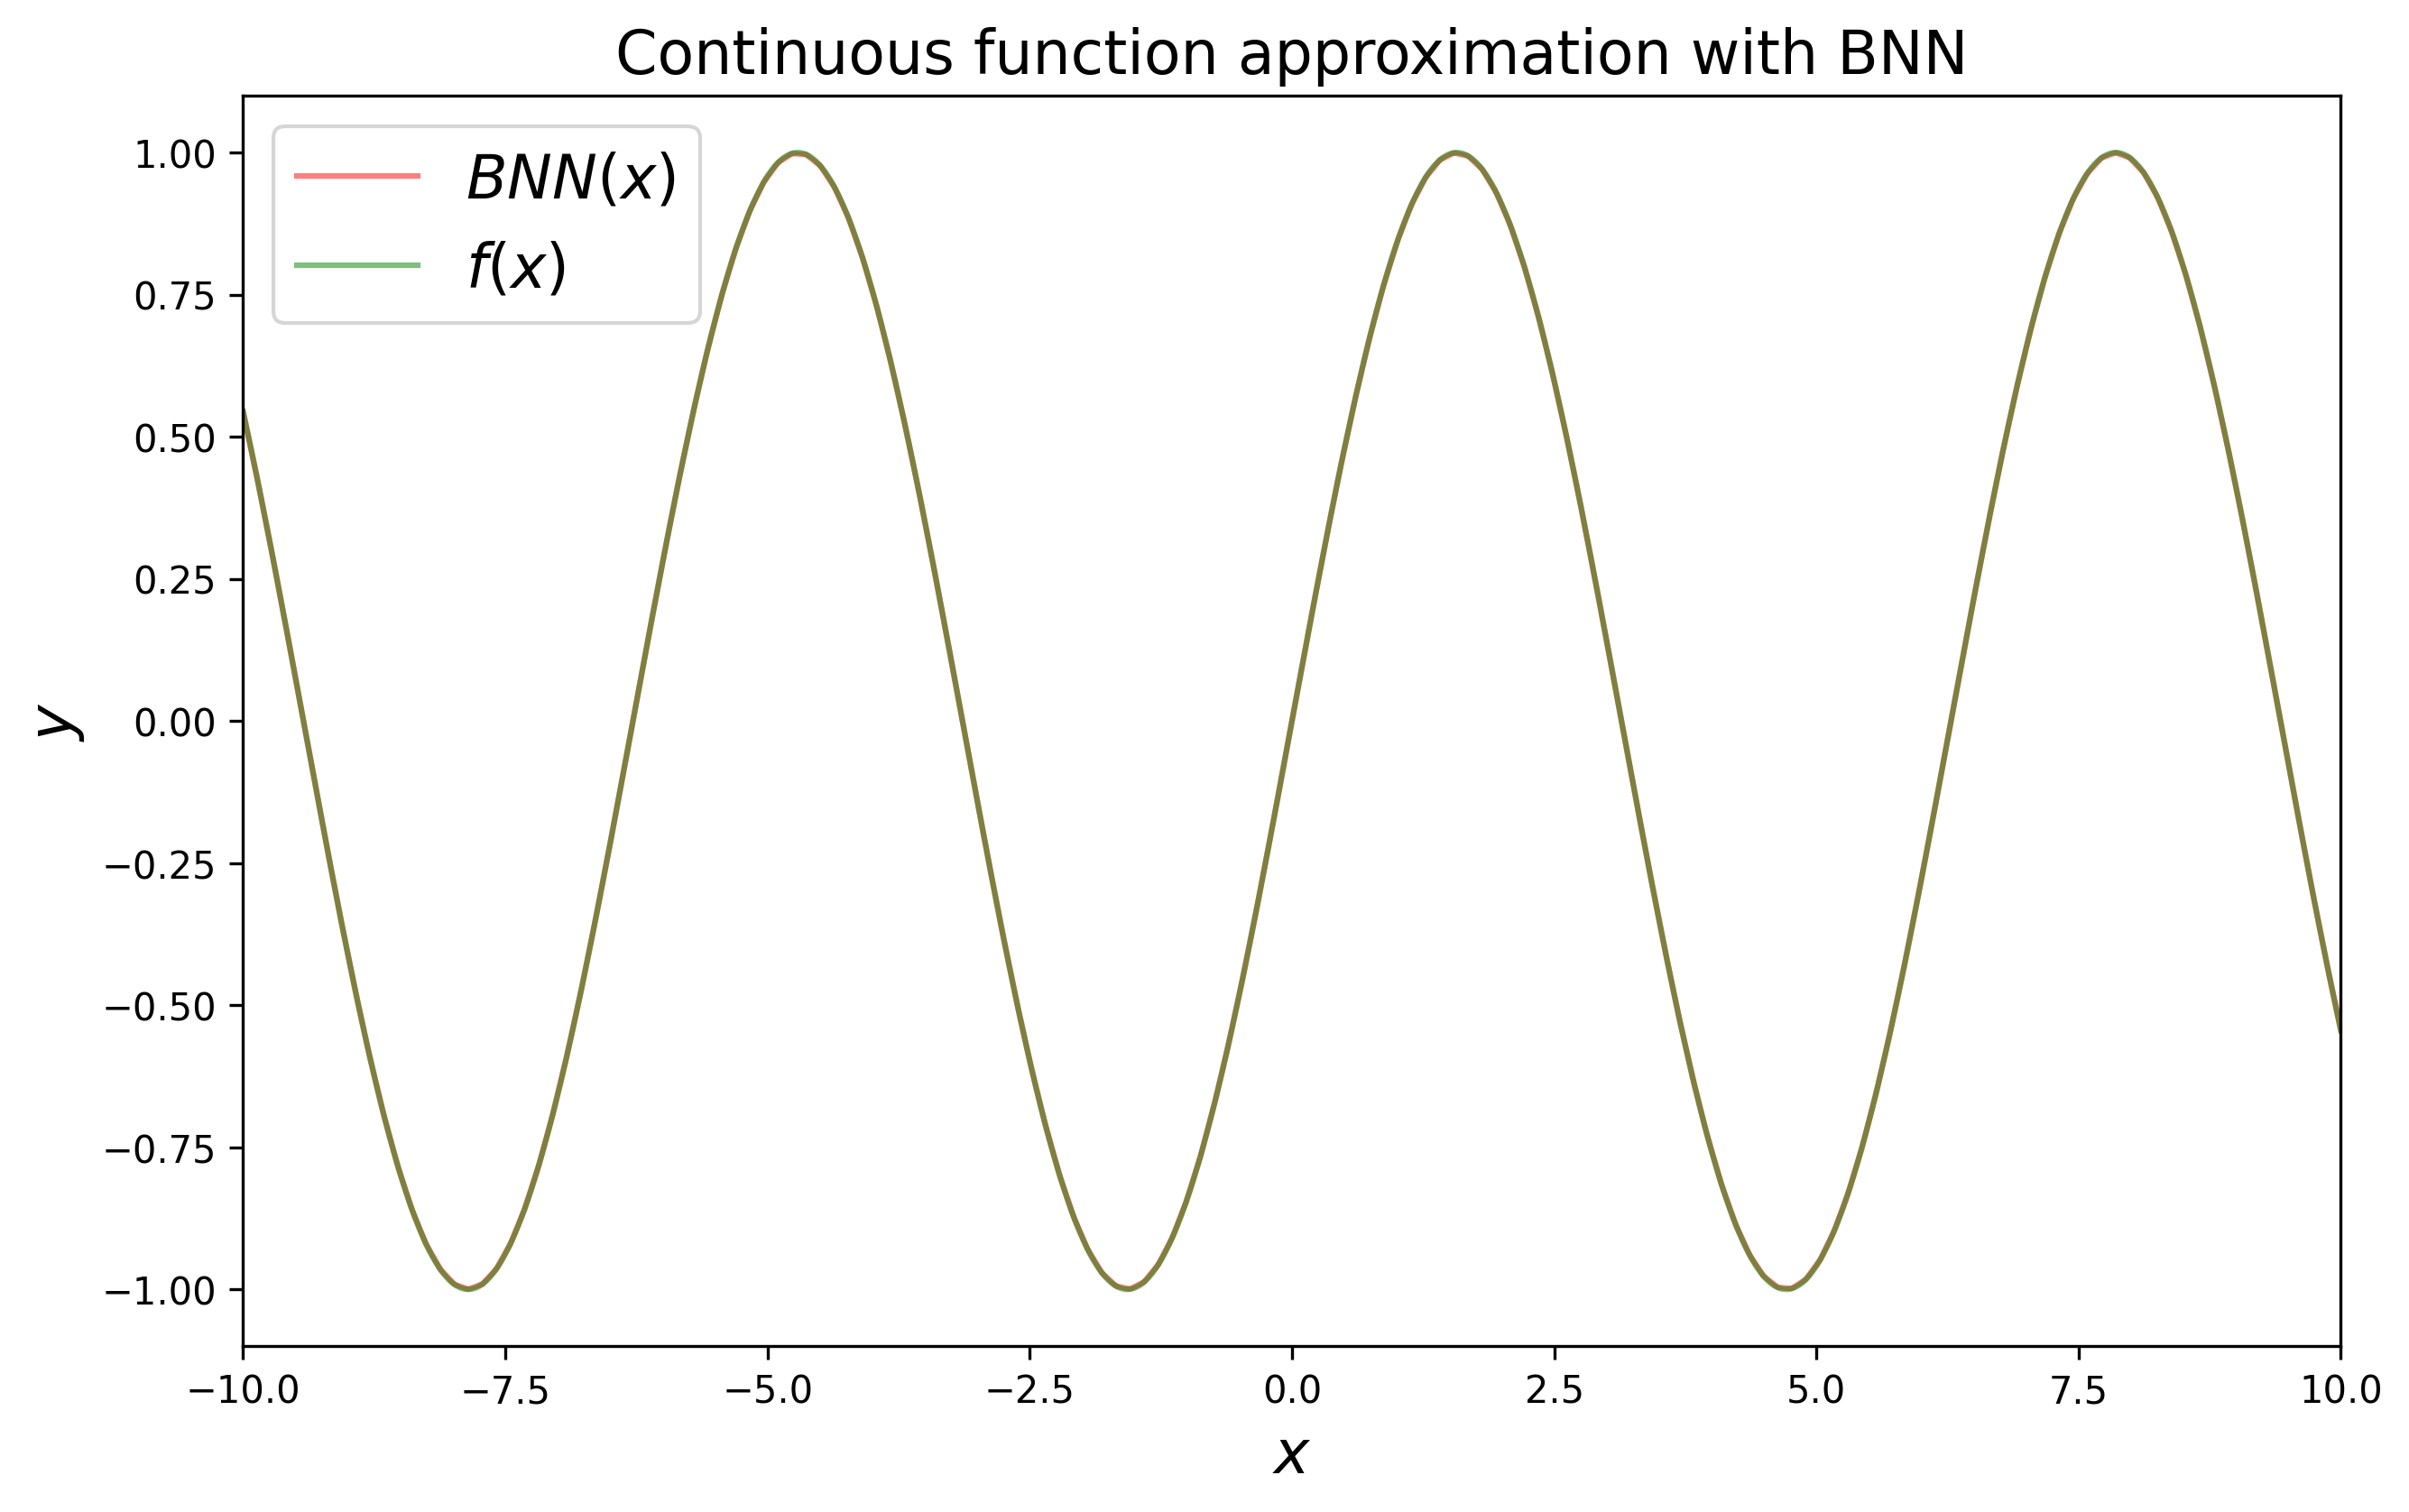 Continuous function approximation with BNN
BNN(x)
f(x)
1.00
0.75
0.50
0.25
0.00
−0.25
−0.50
−0.75
−1.00
y
−10.0 −7.5 −5.0 −2.5 0.0 2.5 5.0 7.5 10.0
x